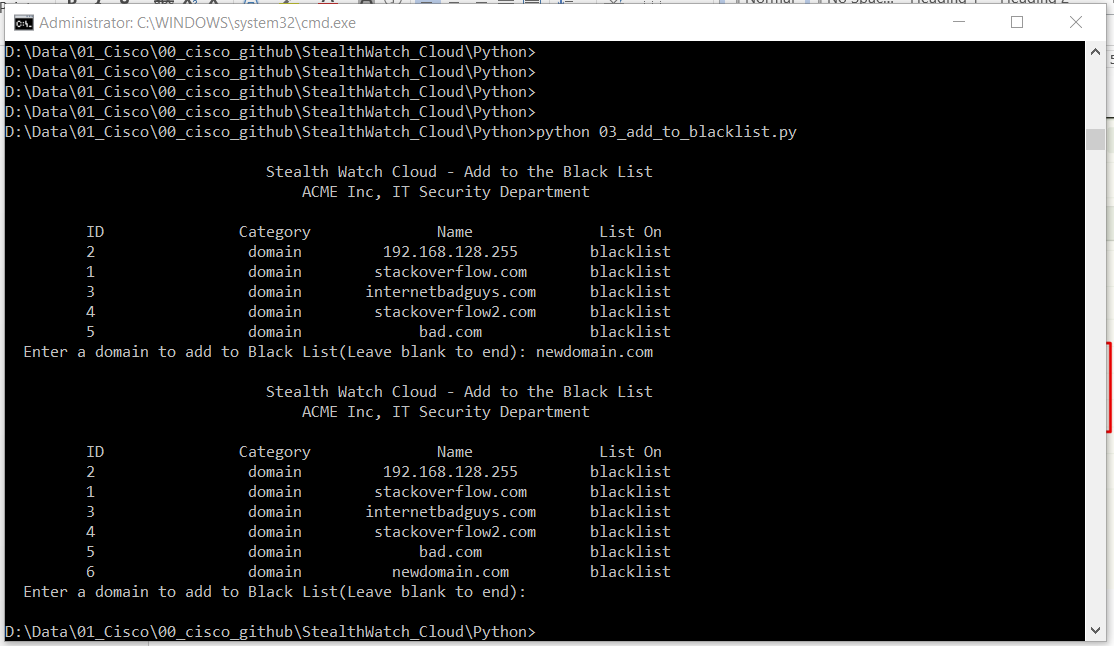 Administrator: C:\WINDOWS\system32\cmd.exe
D:\Data\01_Cisco\00_cisco_github\StealthWatch_Cloud\Python>
D:\Data\01_Cisco\00_cisco_github\StealthWatch_Cloud\Python>
D:\Data\01_Cisco\00_cisco_github\StealthWatch_Cloud\Python>
D:\Data\01_Cisco\00_cisco_github\StealthWatch_Cloud\Python>
D:\Data\01_Cisco\00_cisco_github\StealthWatch_Cloud\Python>python 03_add_to_blacklist.py
Stealth Watch Cloud - Add to the Black List
ACME Inc, IT Security Department
ID Category Name List On
2 domain 192.168.128.255 blacklist
1 domain stackoverflow.com blacklist
3 domain internetbadguys.com blacklist
4 domain stackoverflow2.com blacklist
5 domain bad.com blacklist
Enter a domain to add to Black List(Leave blank to end): newdomain.com
Stealth Watch Cloud - Add to the Black List
ACME Inc, IT Security Department
ID Category Name List On
2 domain 192.168.128.255 blacklist
1 domain stackoverflow.com blacklist
3 domain internetbadguys.com blacklist
4 domain stackoverflow2.com blacklist
5 domain bad.com blacklist
6 domain newdomain.com blacklist
Enter a domain to add to Black List(Leave blank to end):
D:\Data\01_Cisco\00_cisco_github\StealthWatch_Cloud\Python>